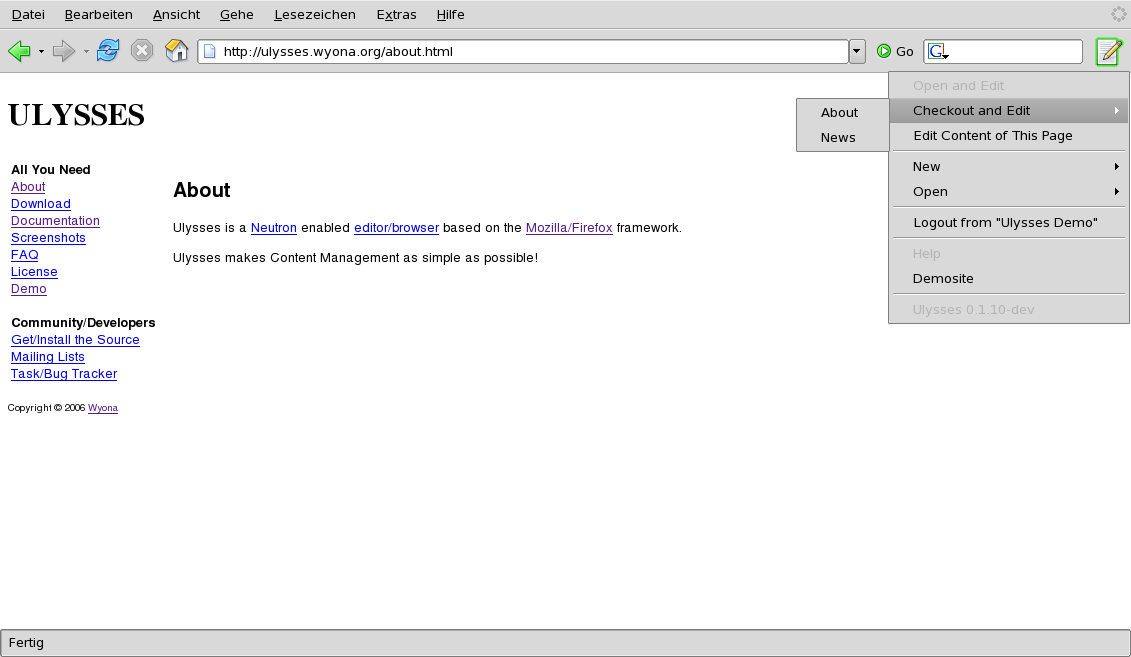 Datei Bearbeiten Ansicht Gehe Lesezeichen Extras Hilfe
http://ulysses.wyona.org/about.html Go G
Open and Edit
Checkout and Edit
About
News
Edit Content of This Page
New
Open
Logout from "Ulysses Demo"
Help
Demosite
Ulysses 0.1.10-dev
ULYSSES
All You Need
About
Download
Documentation
Screenshots
FAQ
License
Demo
Community/Developers
Get/Install the Source
Mailing Lists
Task/Bug Tracker
Copyright © 2006 Wyona
About
Ulysses is a Neutron enabled editor/browser based on the Mozilla/Firefox framework.
Ulysses makes Content Management as simple as possible!
Fertig